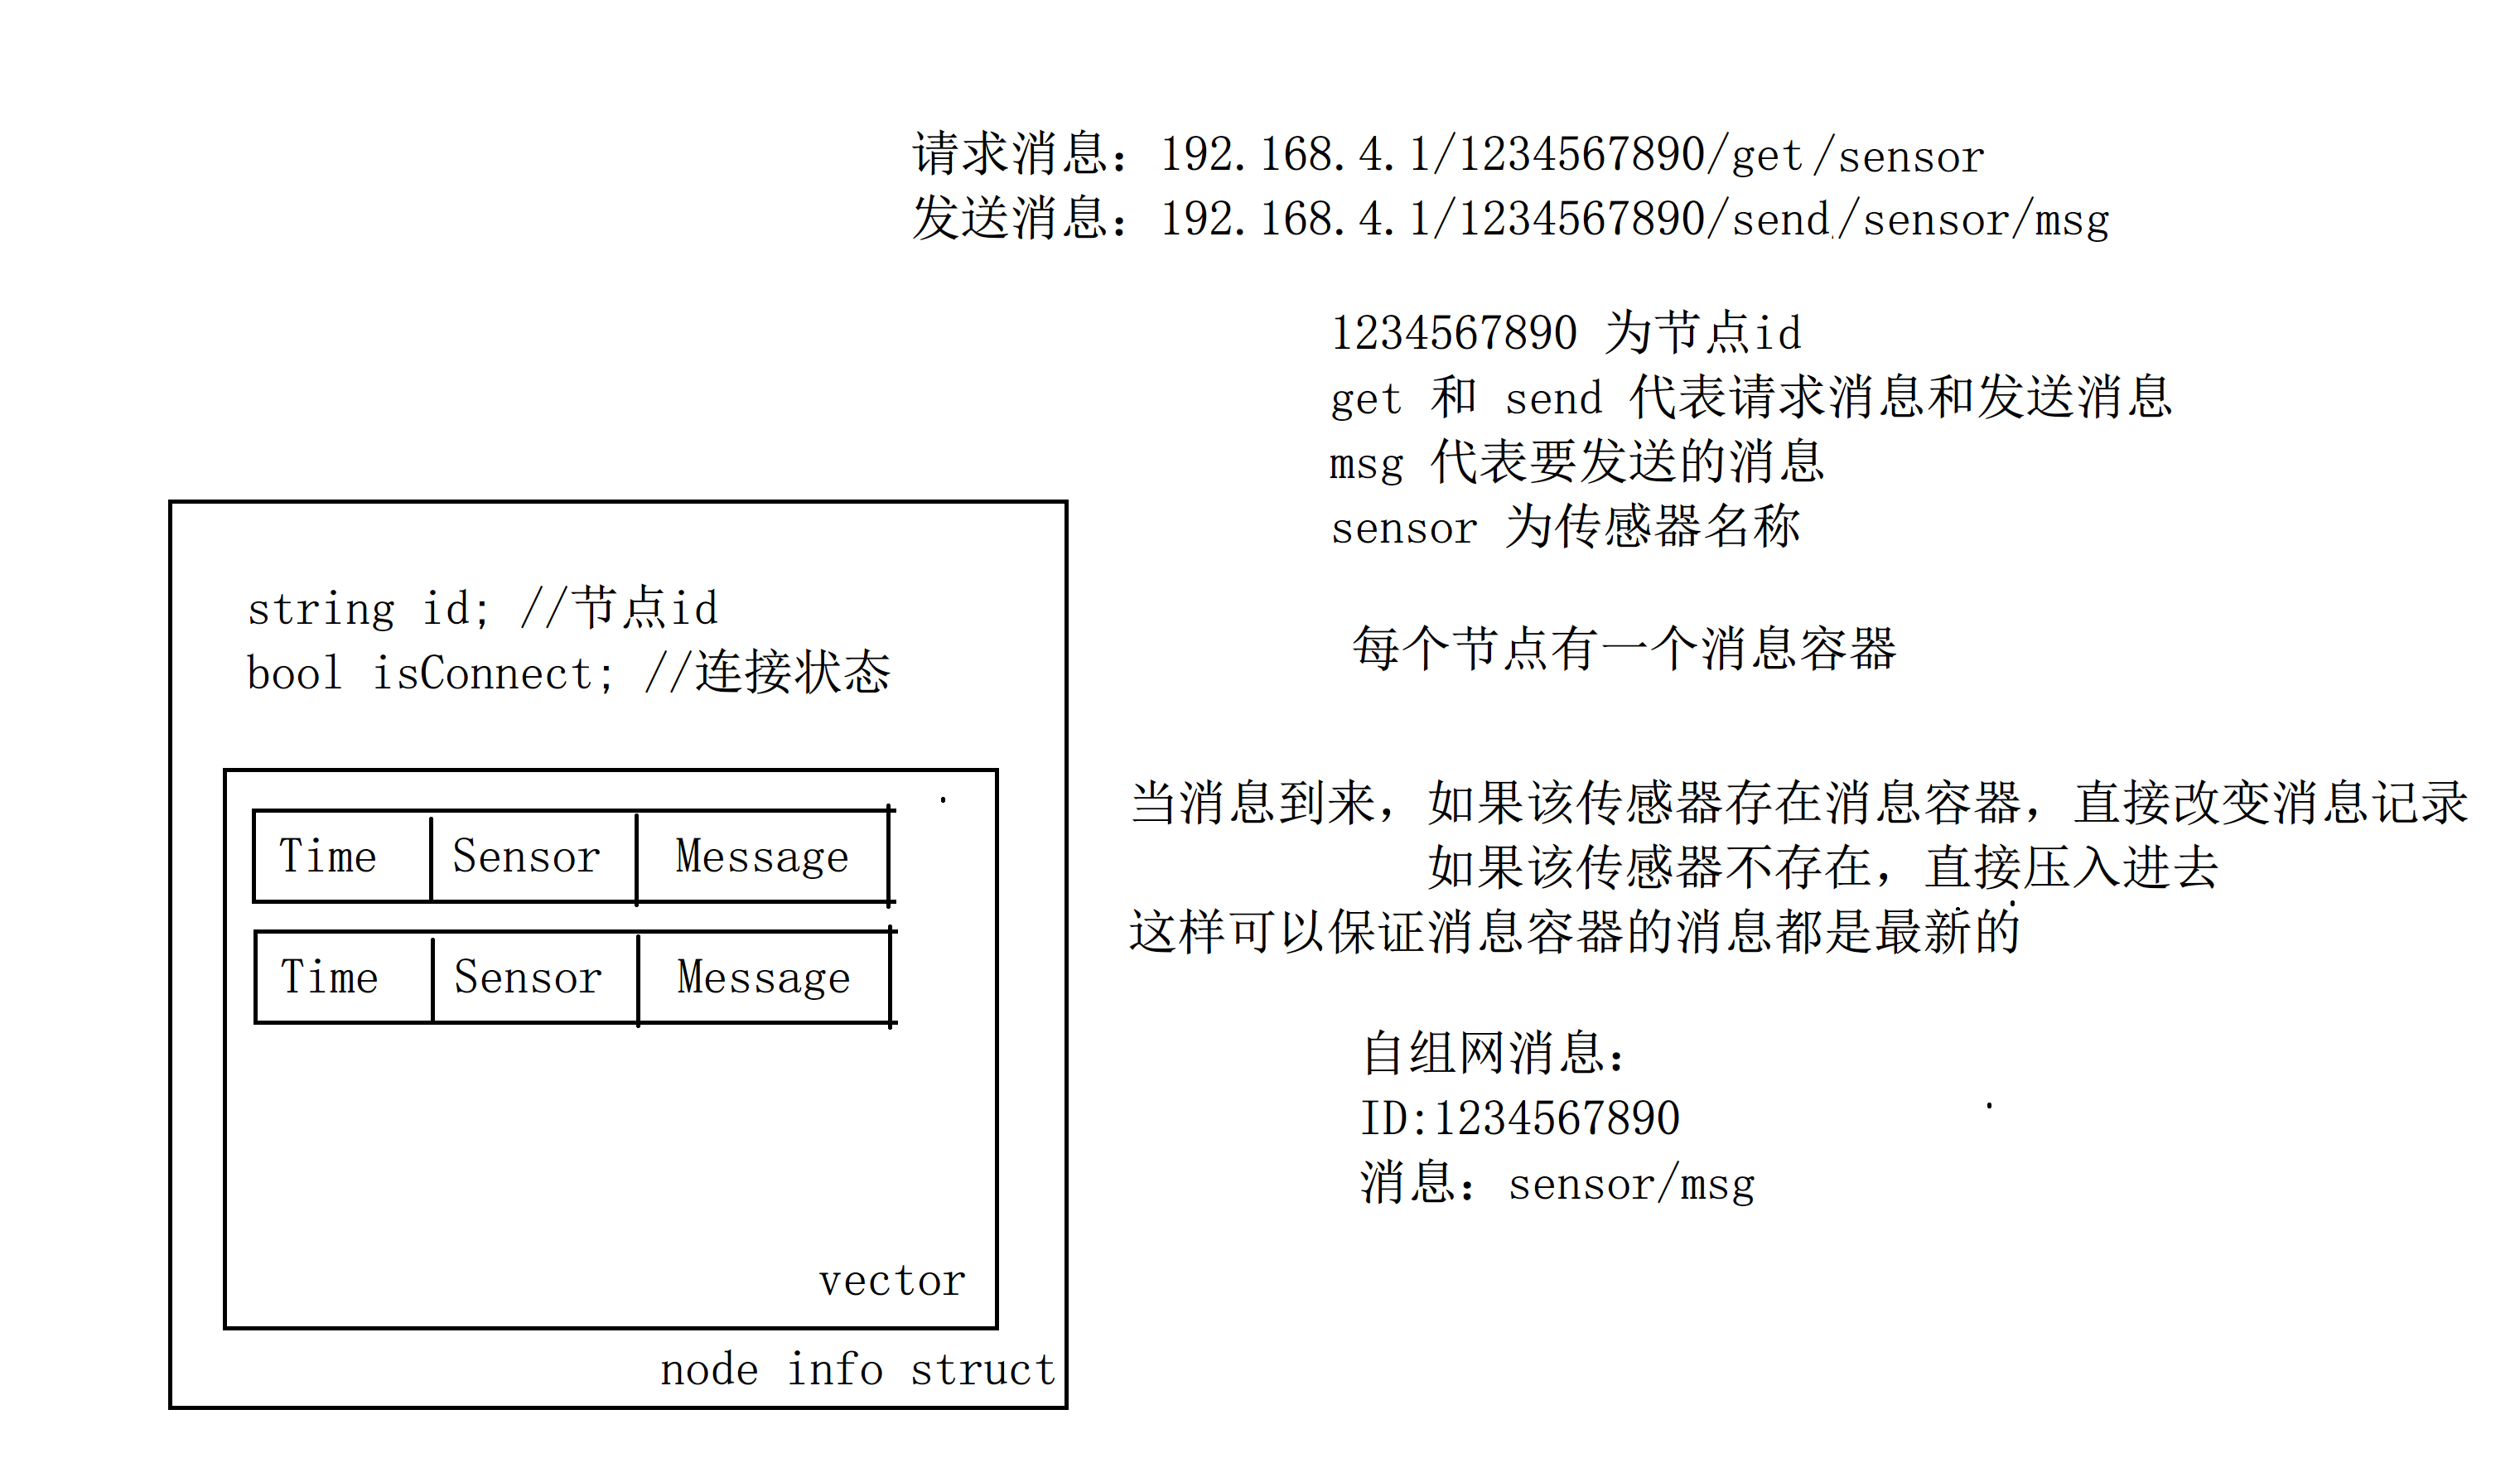 请求消息：192.168.4.1/1234567890/get/sensor
发送消息：192.168.4.1/1234567890/send/sensor/msg
1234567890 为节点id
get 和 send 代表请求消息和发送消息
msg 代表要发送的消息
sensor 为传感器名称
string id; //节点id
bool isConnect; //连接状态
每个节点有一个消息容器
Time Sensor Message
Time Sensor Message
vector
node info struct
当消息到来，如果该传感器存在消息容器，直接改变消息记录
如果该传感器不存在，直接压入进去
这样可以保证消息容器的消息都是最新的
自组网消息：
ID:1234567890
消息：sensor/msg